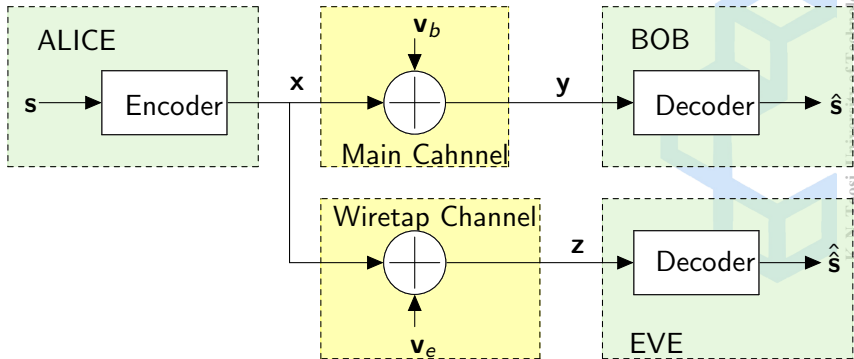 ALICE
s
Encoder
x
v_b
Main Cahnnel
y
BOB
Decoder
ŝ
Wiretap Channel
v_e
z
Decoder
ŝ̂
EVE